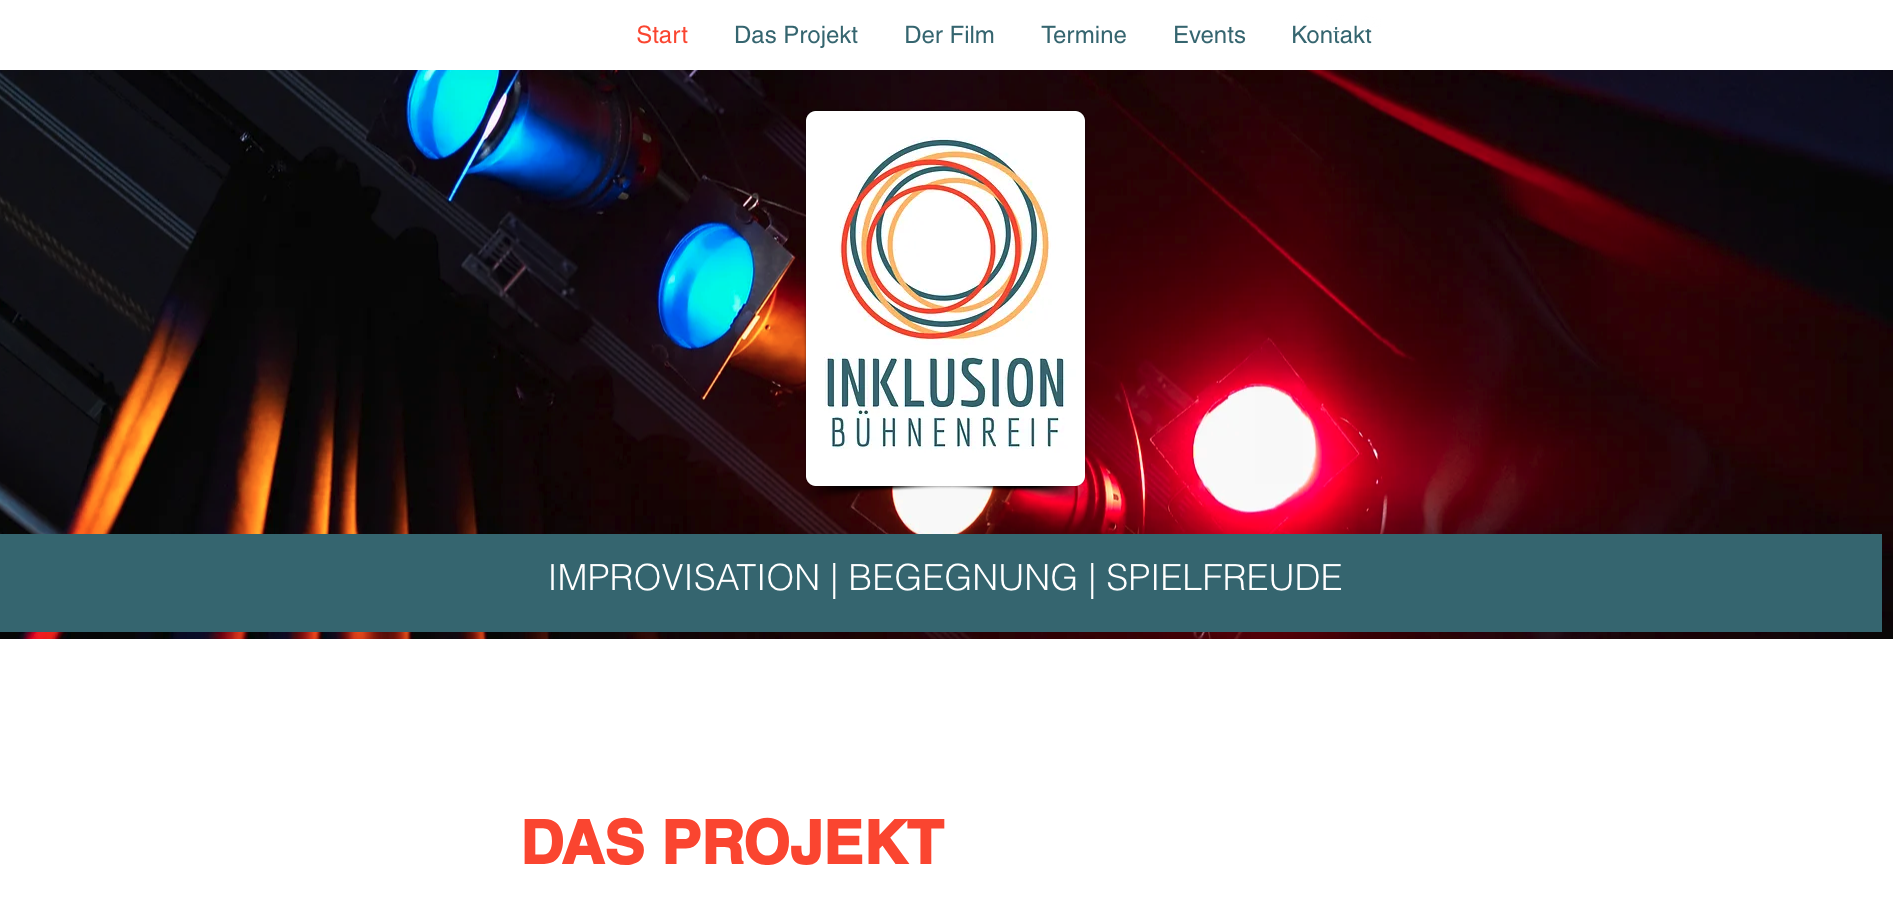 Start Das Projekt Der Film Termine Events Kontakt
INKLUSION
BÜHNENREIF
IMPROVISATION | BEGEGNUNG | SPIELFREUDE
DAS PROJEKT